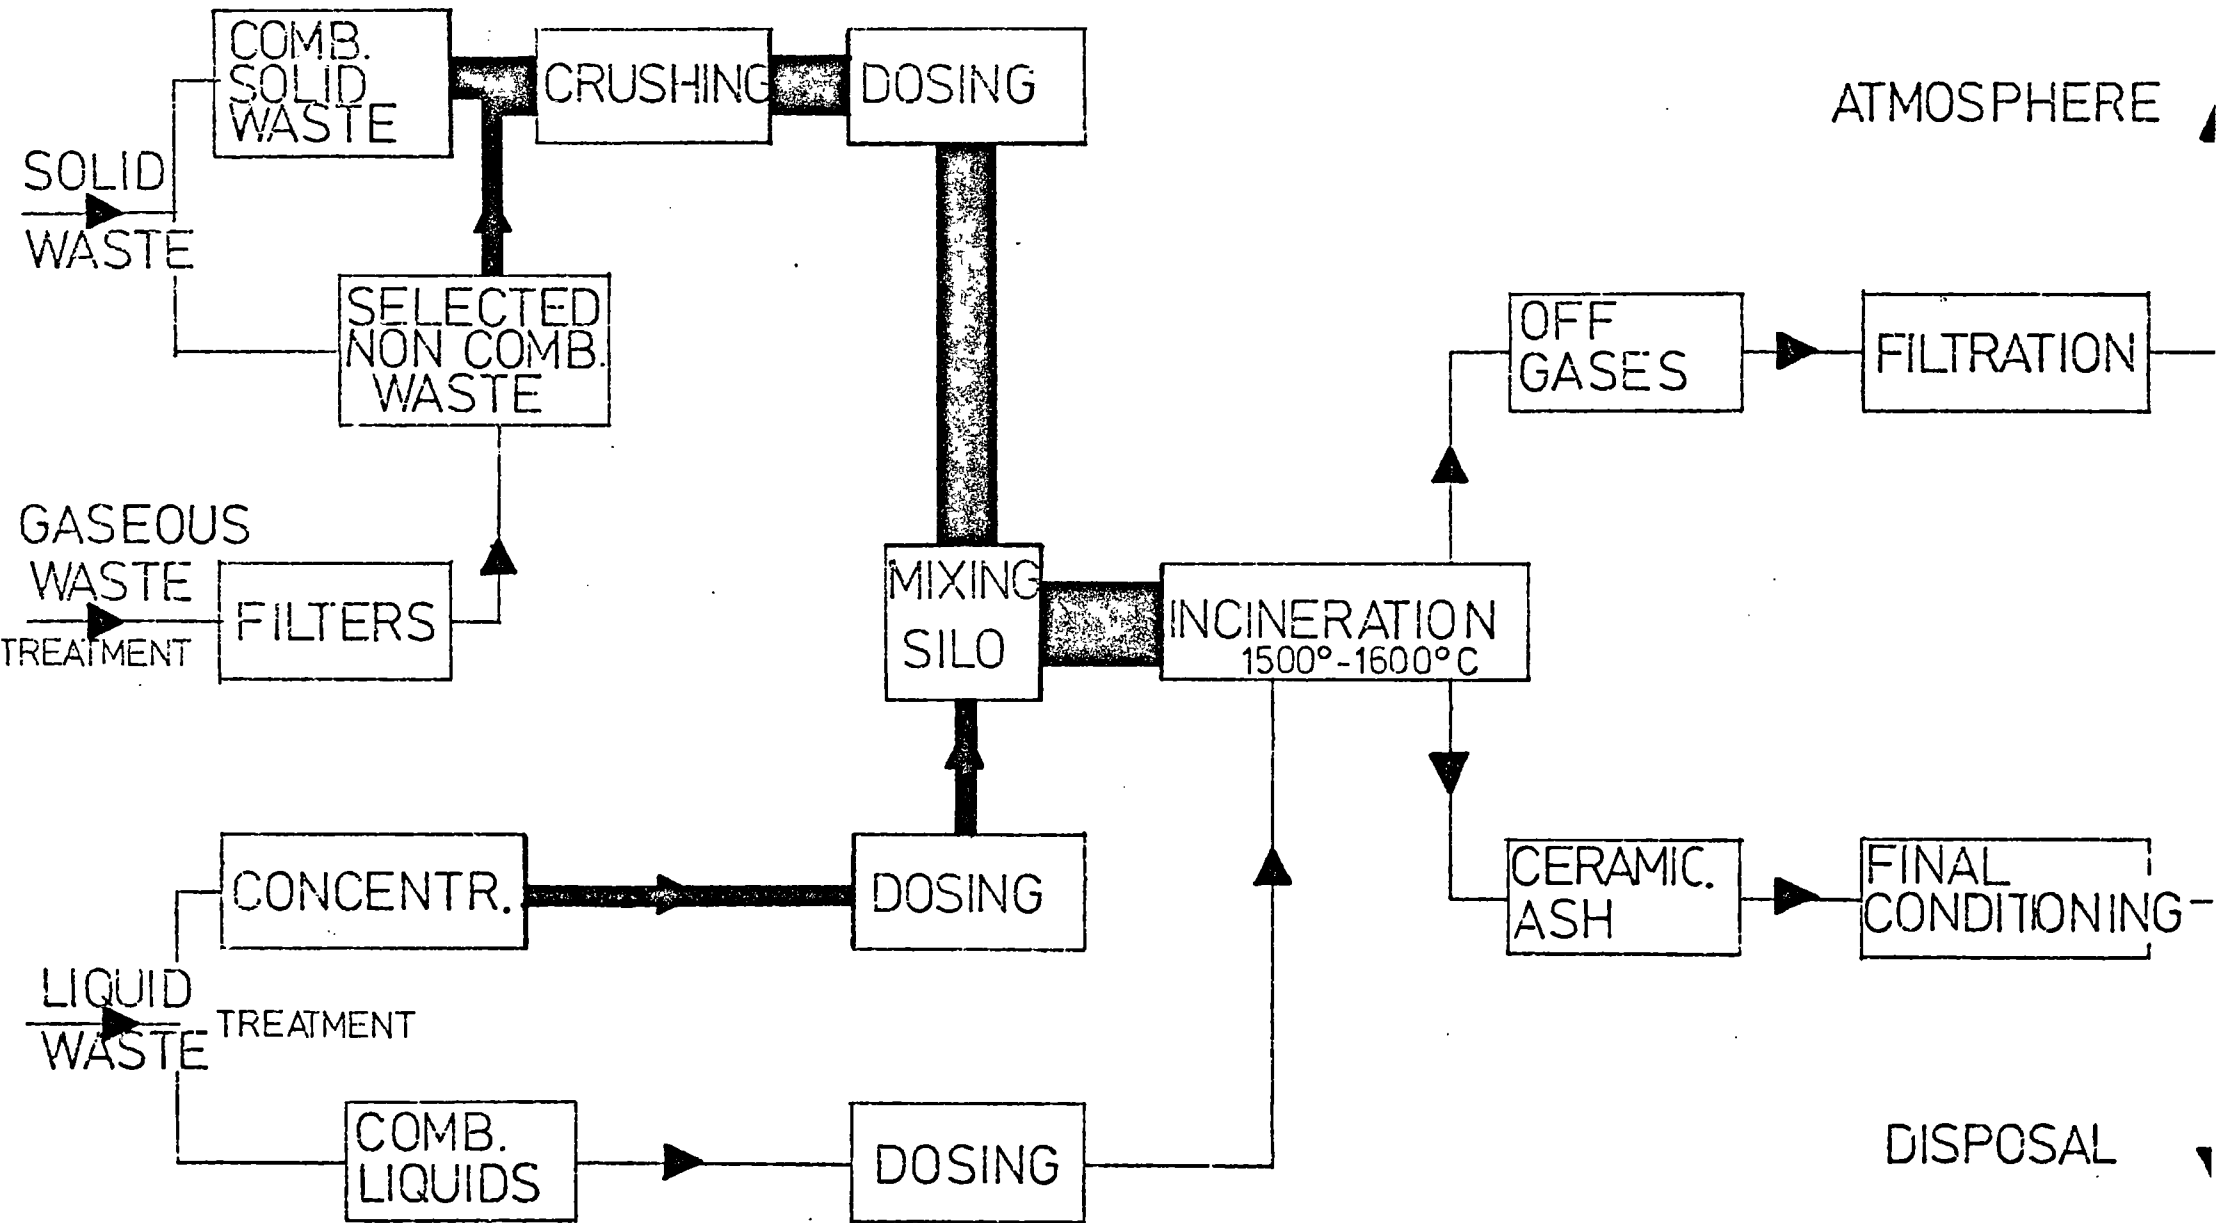 COMB.
SOLID
WASTE
CRUSHING
DOSING
ATMOSPHERE
SOLID
WASTE
SELECTED
NON COMB.
WASTE
OFF
GASES
FILTRATION
GASEOUS
WASTE
TREATMENT
FILTERS
MIXING
SILO
INCINERATION
1500°-1600°C
CONCENTR.
DOSING
CERAMIC.
ASH
FINAL
CONDITIONING
LIQUID
WASTE
TREATMENT
COMB.
LIQUIDS
DOSING
DISPOSAL